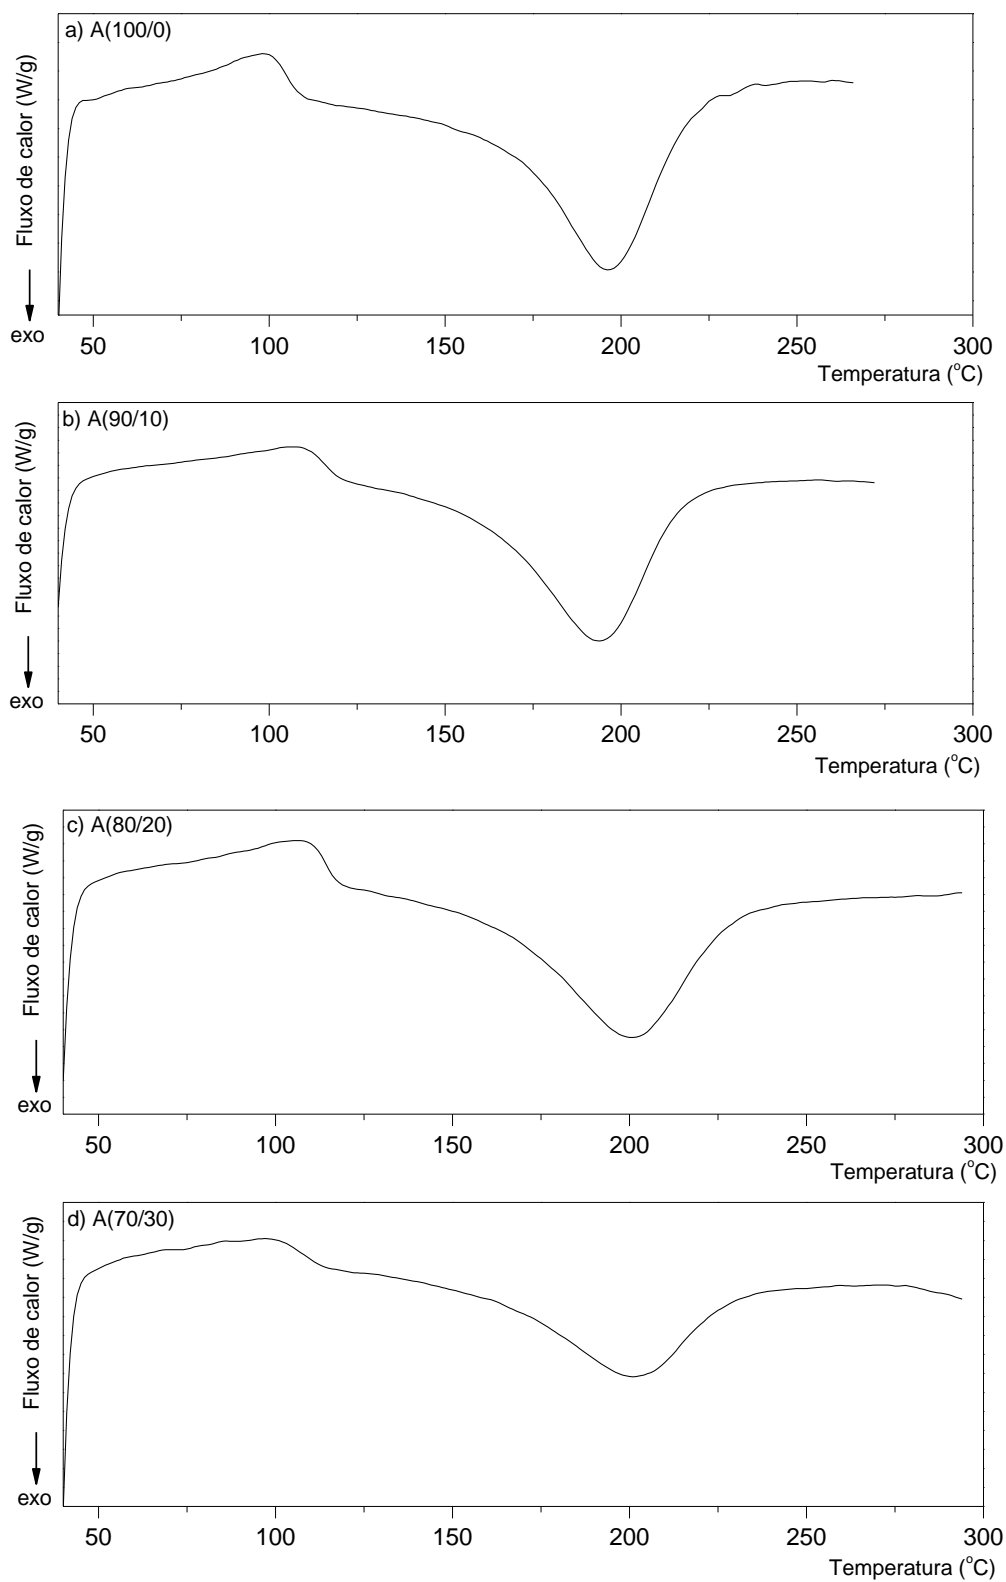 a) A(100/0)
Fluxo de calor (W/g)
exo
50 100 150 200 250 300
Temperatura (°C)
b) A(90/10)
Fluxo de calor (W/g)
exo
50 100 150 200 250 300
Temperatura (°C)
c) A(80/20)
Fluxo de calor (W/g)
exo
50 100 150 200 250 300
Temperatura (°C)
d) A(70/30)
Fluxo de calor (W/g)
exo
50 100 150 200 250 300
Temperatura (°C)